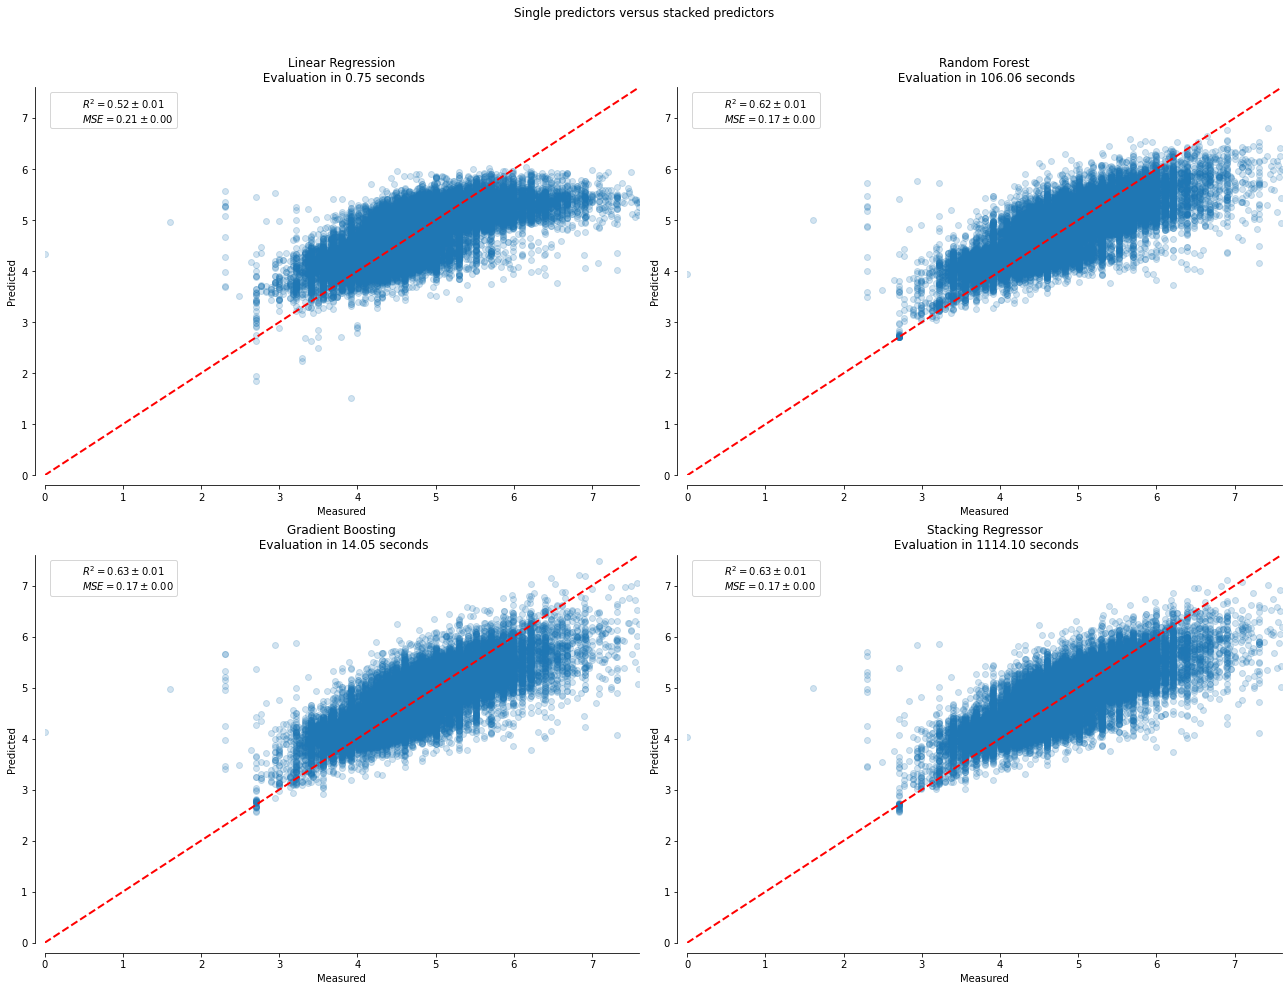 Single predictors versus stacked predictors
Linear Regression
Evaluation in 0.75 seconds
R² = 0.52 ± 0.01
MSE = 0.21 ± 0.00
7
6
5
4
3
2
1
0
Predicted
0 1 2 3 4 5 6 7
Measured
Random Forest
Evaluation in 106.06 seconds
R² = 0.62 ± 0.01
MSE = 0.17 ± 0.00
7
6
5
4
3
2
1
0
Predicted
0 1 2 3 4 5 6 7
Measured
Gradient Boosting
Evaluation in 14.05 seconds
R² = 0.63 ± 0.01
MSE = 0.17 ± 0.00
7
6
5
4
3
2
1
0
Predicted
0 1 2 3 4 5 6 7
Measured
Stacking Regressor
Evaluation in 1114.10 seconds
R² = 0.63 ± 0.01
MSE = 0.17 ± 0.00
7
6
5
4
3
2
1
0
Predicted
0 1 2 3 4 5 6 7
Measured